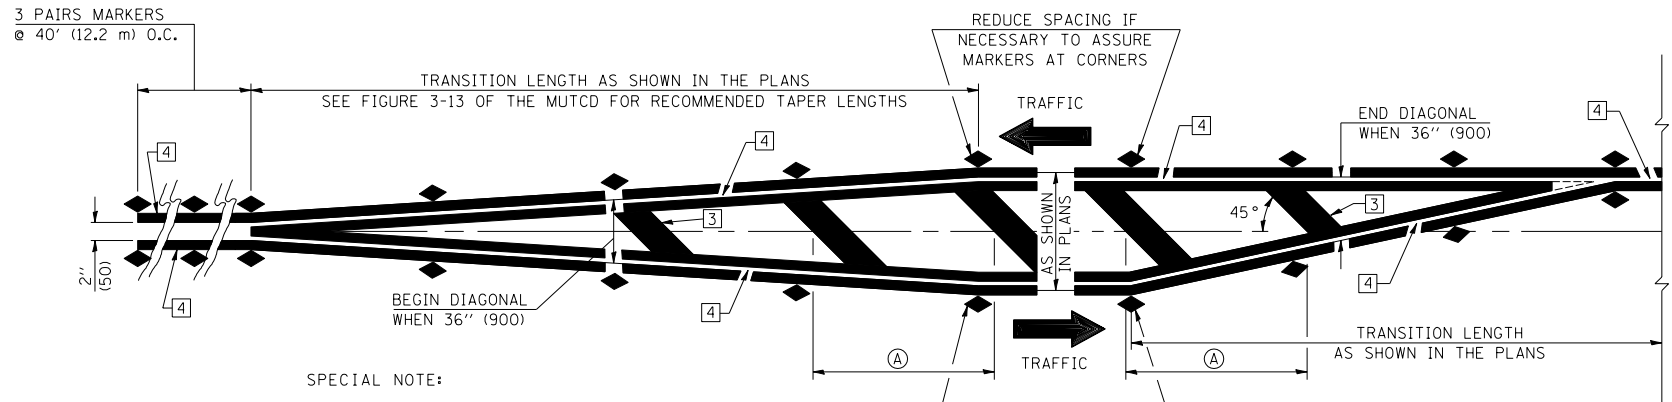 3 PAIRS MARKERS
@ 40' (12.2 m) O.C.
TRANSITION LENGTH AS SHOWN IN THE PLANS
SEE FIGURE 3-13 OF THE MUTCD FOR RECOMMENDED TAPER LENGTHS
REDUCE SPACING IF
NECESSARY TO ASSURE
MARKERS AT CORNERS
TRAFFIC
END DIAGONAL
WHEN 36" (900)
4
4
4
4
3
3
45°
AS SHOWN
IN PLANS
2"
(50)
4
BEGIN DIAGONAL
WHEN 36" (900)
4
4
TRAFFIC
A
A
TRANSITION LENGTH
AS SHOWN IN THE PLANS
SPECIAL NOTE: